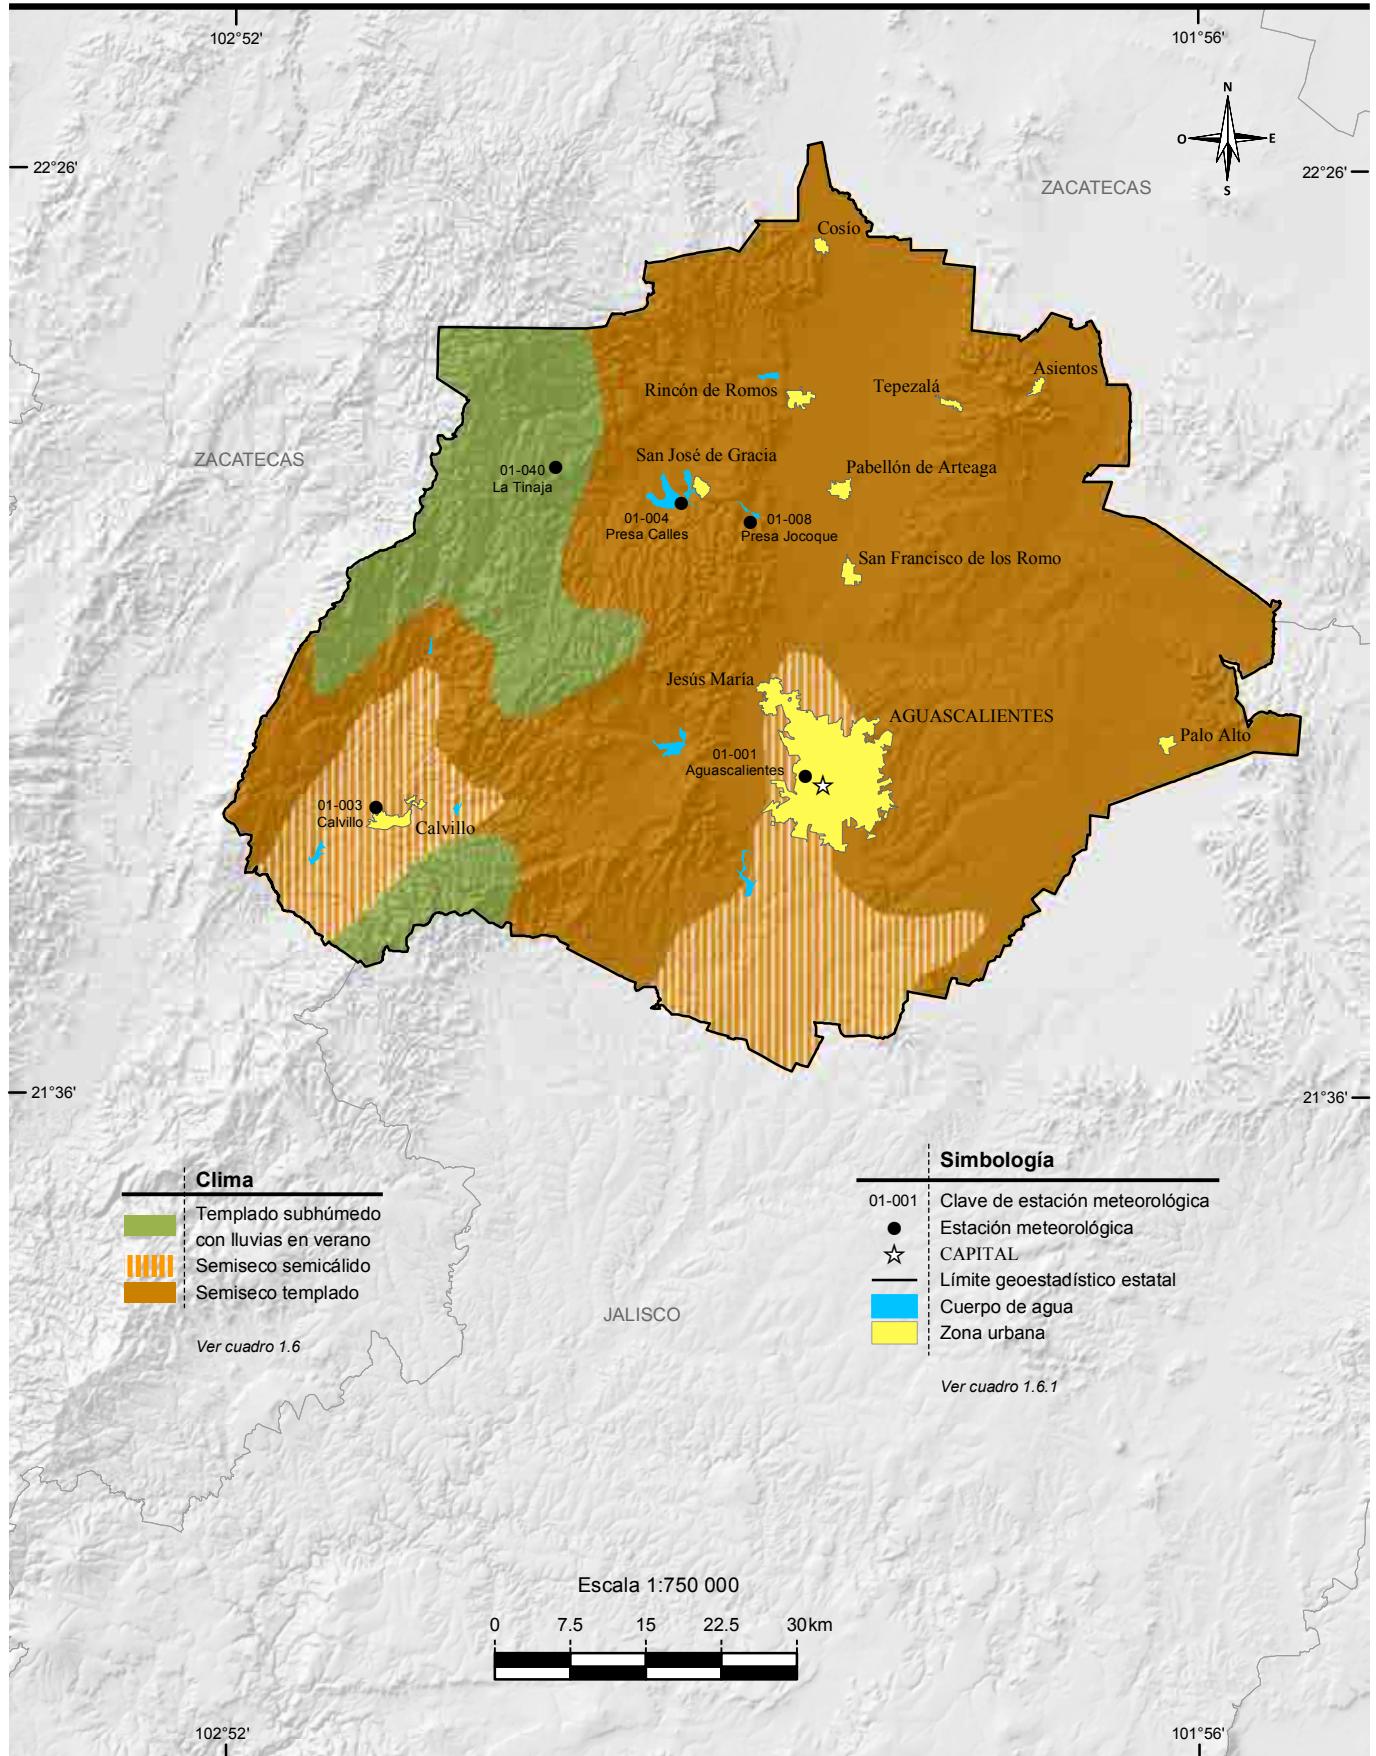 102°52'
101°56'
N
O
E
S
22°26'
22°26'
ZACATECAS
Cosío
Asientos
Rincón de Romos
Tepezalá
ZACATECAS
San José de Gracia
01-040
La Tinaja
Pabellón de Arteaga
01-004
Presa Calles
01-008
Presa Jocoque
San Francisco de los Romo
Jesús María
AGUASCALIENTES
Palo Alto
01-001
Aguascalientes
01-003
Calvillo
Calvillo
21°36'
21°36'
Clima
Templado subhúmedo
con lluvias en verano
Semiseco semicálido
Semiseco templado
Ver cuadro 1.6
Simbología
01-001 Clave de estación meteorológica
Estación meteorológica
CAPITAL
Límite geoestadístico estatal
Cuerpo de agua
Zona urbana
Ver cuadro 1.6.1
JALISCO
Escala 1:750 000
0 7.5 15 22.5 30 km
102°52'
101°56'